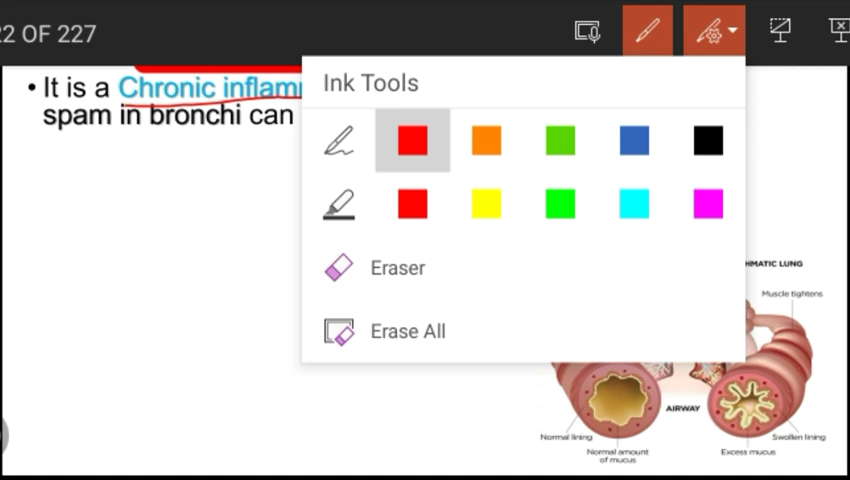 22 OF 227
Ink Tools
• It is a Chronic inflam
spam in bronchi can
Eraser
Erase All
HMATIC LUNG
Muscle tightens
AIRWAY
Normal lining
Swollen lining
Normal amount
of mucus
Excess mucus